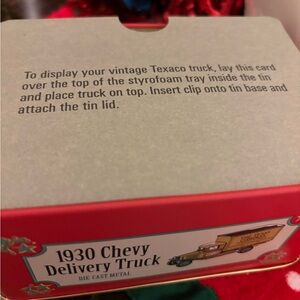 To display your vintage Texaco truck, lay this card
over the top of the styrofoam tray inside the tin
and place truck on top. Insert clip onto tin base and
attach the tin lid.
1930 Chevy
Delivery Truck
DIE CAST METAL